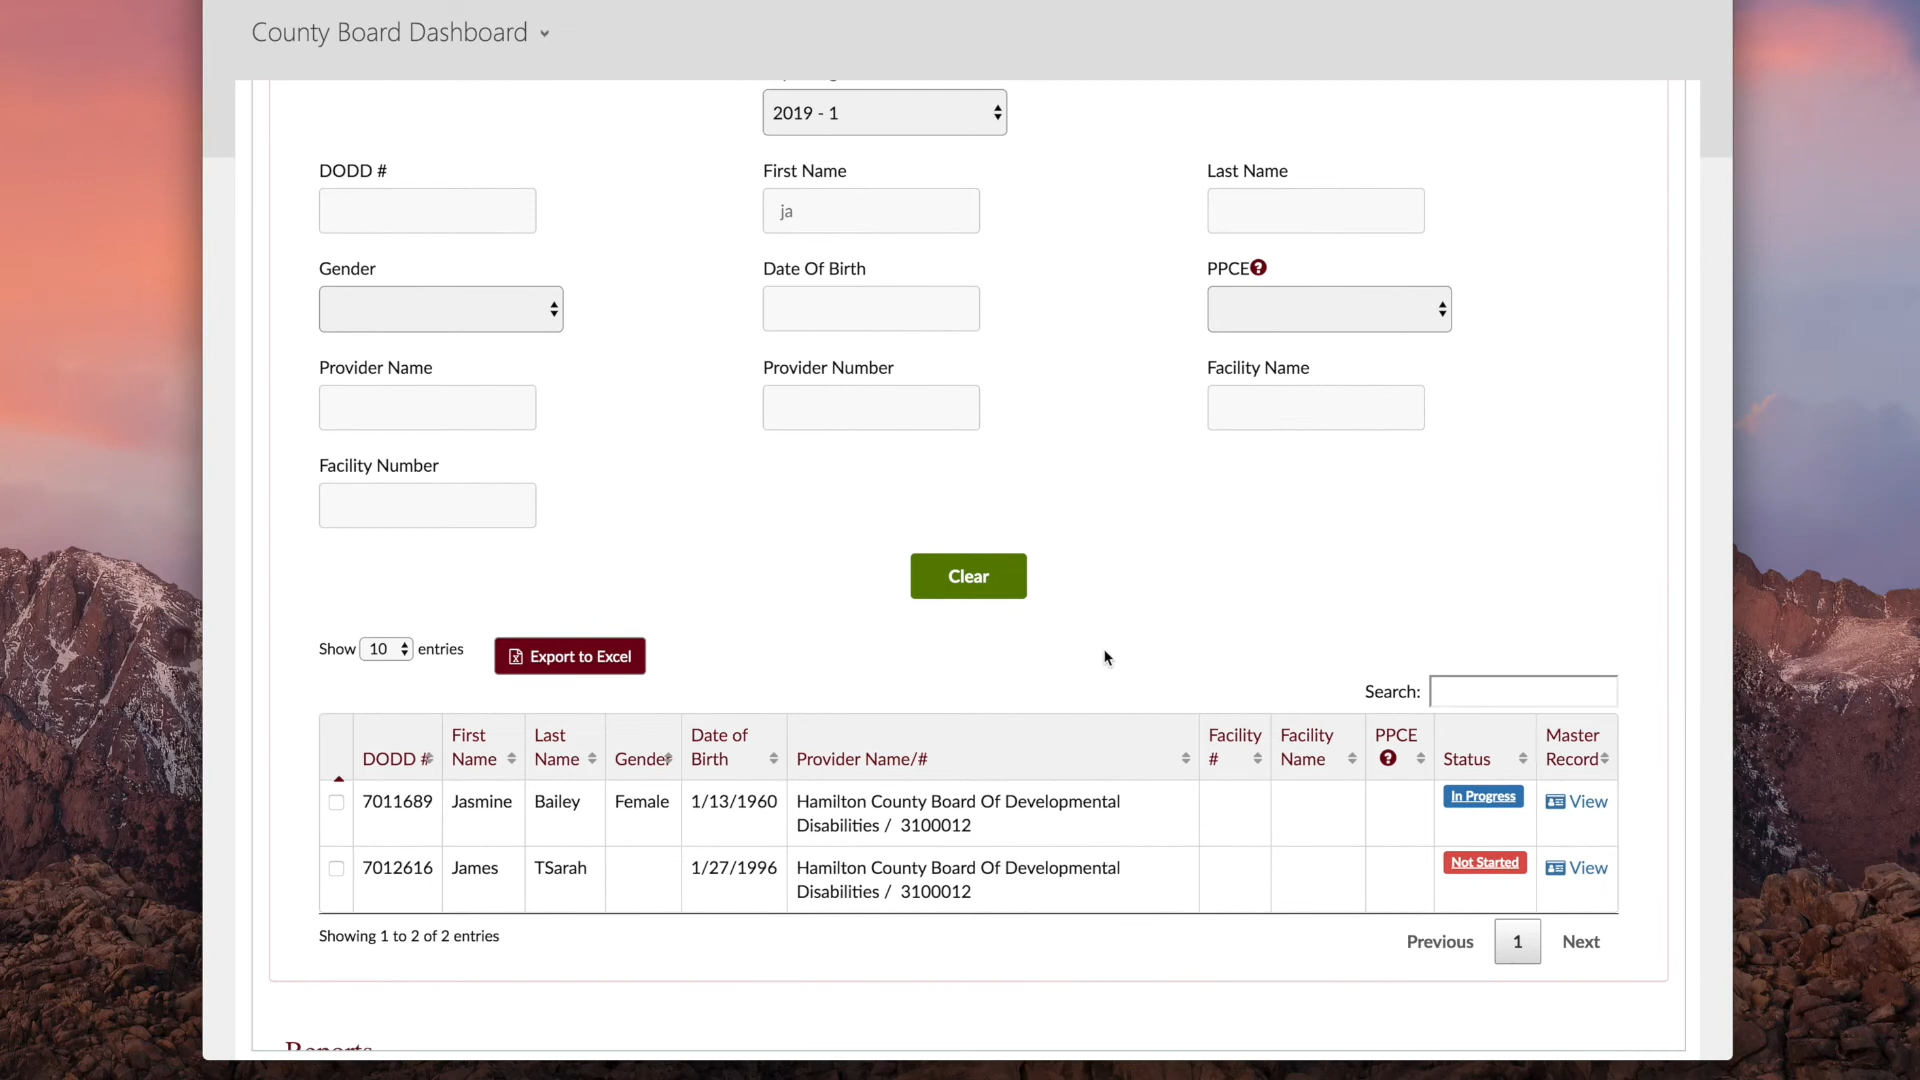 County Board Dashboard
2019 - 1
DODD # First Name Last Name
ja
Gender Date Of Birth PPCE
Provider Name Provider Number Facility Name
Facility Number
Clear
Show 10 entries Export to Excel
Search:
DODD # First Name Last Name Gender Date of Birth Provider Name/# Facility # Facility Name PPCE Status Master Record
7011689 Jasmine Bailey Female 1/13/1960 Hamilton County Board Of Developmental In Progress View
Disabilities / 3100012
7012616 James TSarah 1/27/1996 Hamilton County Board Of Developmental Not Started View
Disabilities / 3100012
Showing 1 to 2 of 2 entries
Previous 1 Next
Reports